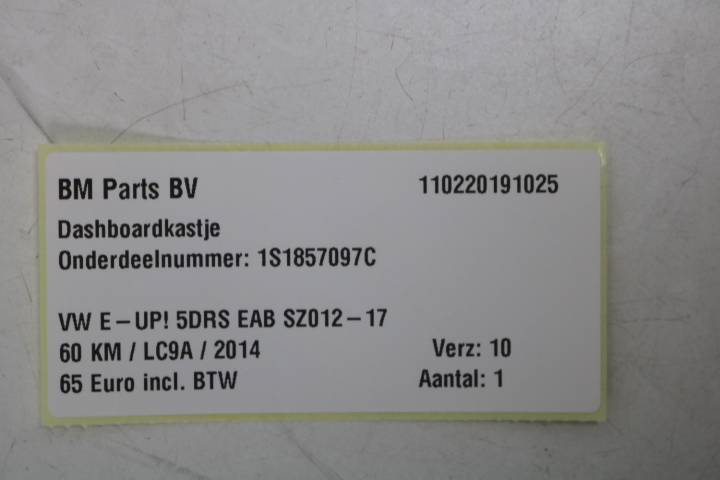 BM Parts BV 110220191025
Dashboardkastje
Onderdeelnummer: 1S1857097C
VW E-UP! 5DRS EAB SZ012-17
60 KM / LC9A / 2014 Verz: 10
65 Euro incl. BTW Aantal: 1